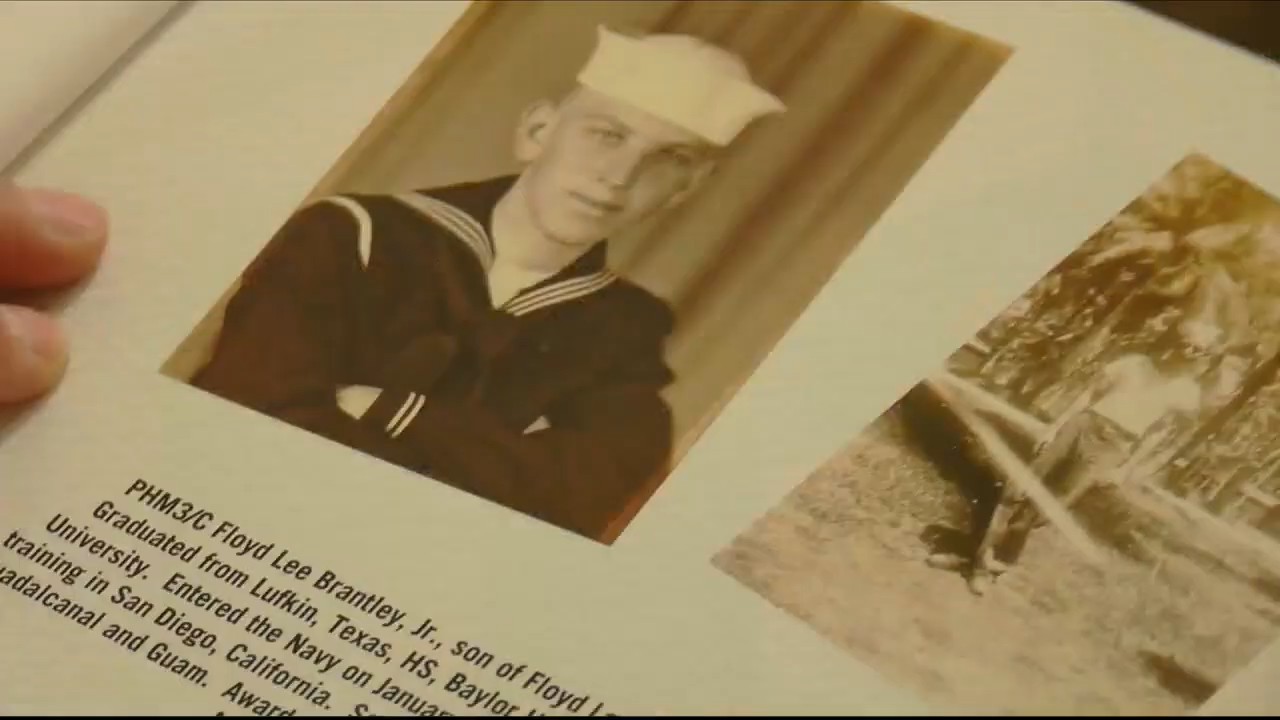 PHM3/C Floyd Lee Brantley, Jr., son of Floyd
Graduated from Lufkin, Texas, HS, Baylor
University. Entered the Navy on
training in San Diego, California.
and Guam.